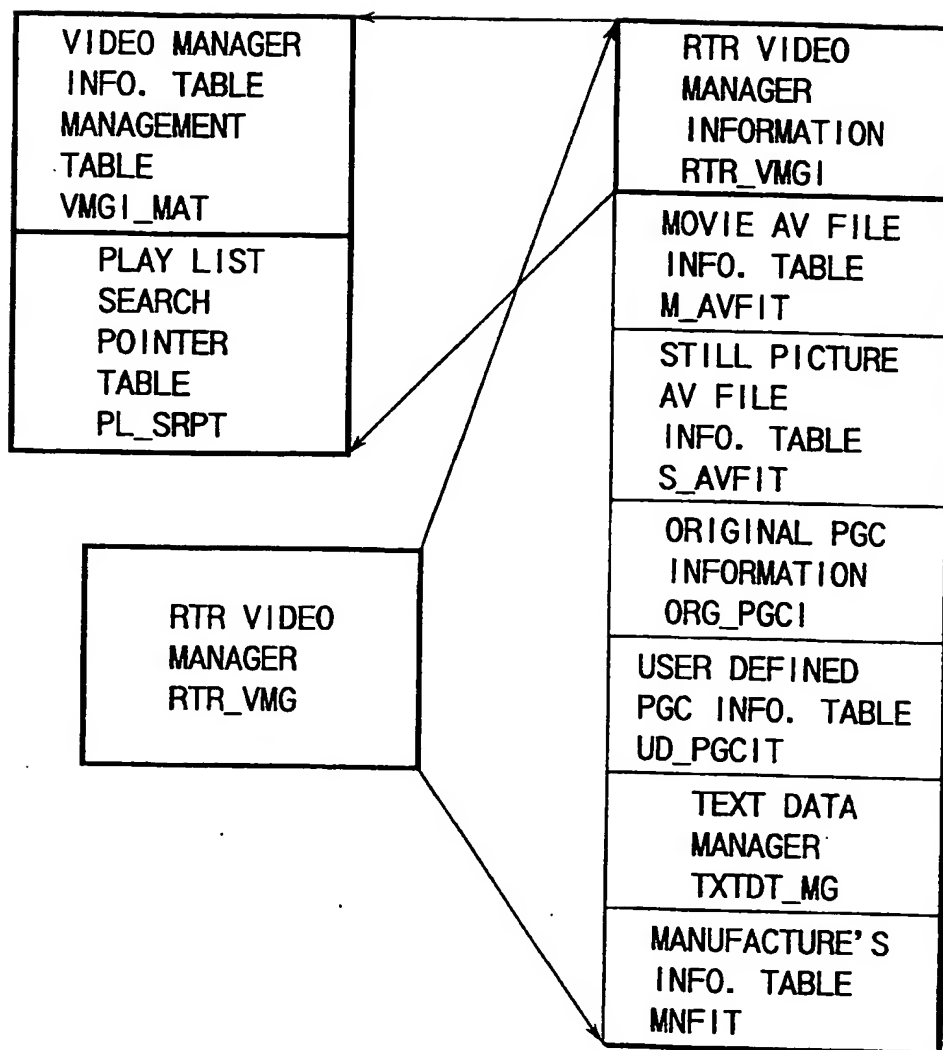 VIDEO MANAGER
INFO. TABLE
MANAGEMENT
TABLE
VMGI_MAT
PLAY LIST
SEARCH
POINTER
TABLE
PL_SRPT
RTR VIDEO
MANAGER
RTR_VMG
RTR VIDEO
MANAGER
INFORMATION
RTR_VMGI
MOVIE AV FILE
INFO. TABLE
M_AVFIT
STILL PICTURE
AV FILE
INFO. TABLE
S_AVFIT
ORIGINAL PGC
INFORMATION
ORG_PGCI
USER DEFINED
PGC INFO. TABLE
UD_PGCIT
TEXT DATA
MANAGER
TXTDT_MG
MANUFACTURE'S
INFO. TABLE
MNFIT